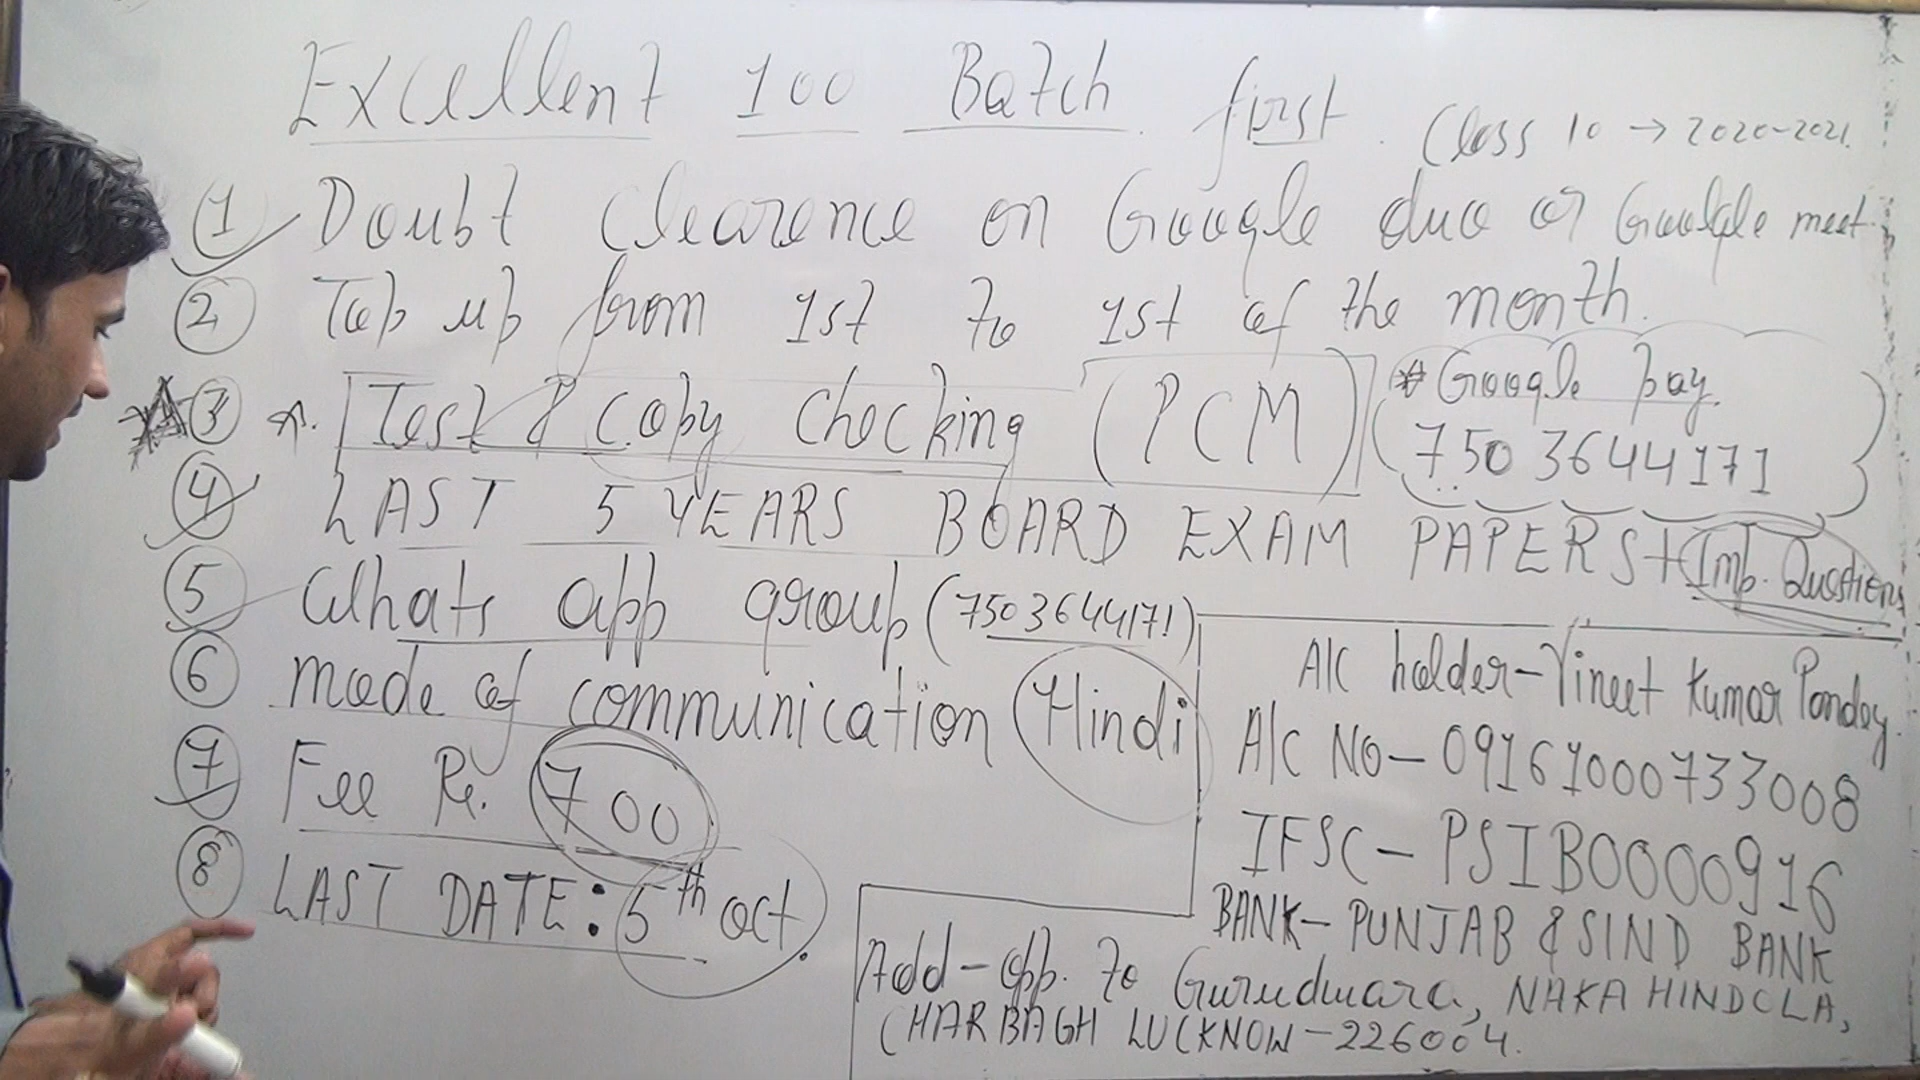 Excellent 100 Batch first. Class 10 → 2020-2021.
① Doubt clearence on Google duo or Google meet.
② Top up from 1st to 1st of the month.
③ *. Test & Copy checking (PCM)
* Google pay.
7503644171
④ LAST 5 YEARS BOARD EXAM PAPERS + Imp. Questions
⑤ Whats app group (7503644171)
⑥ mode of communication Hindi
⑦ Fee Rs. 700
⑧ LAST DATE: 5th oct.
A/C holder - Vineet Kumar Pandey
A/C NO - 09161000733008
IFSC - PSIB0000916
BANK - PUNJAB & SIND BANK
Add - opp. to Gurudwara, NAKA HINDOLA,
CHARBAGH LUCKNOW - 226004.